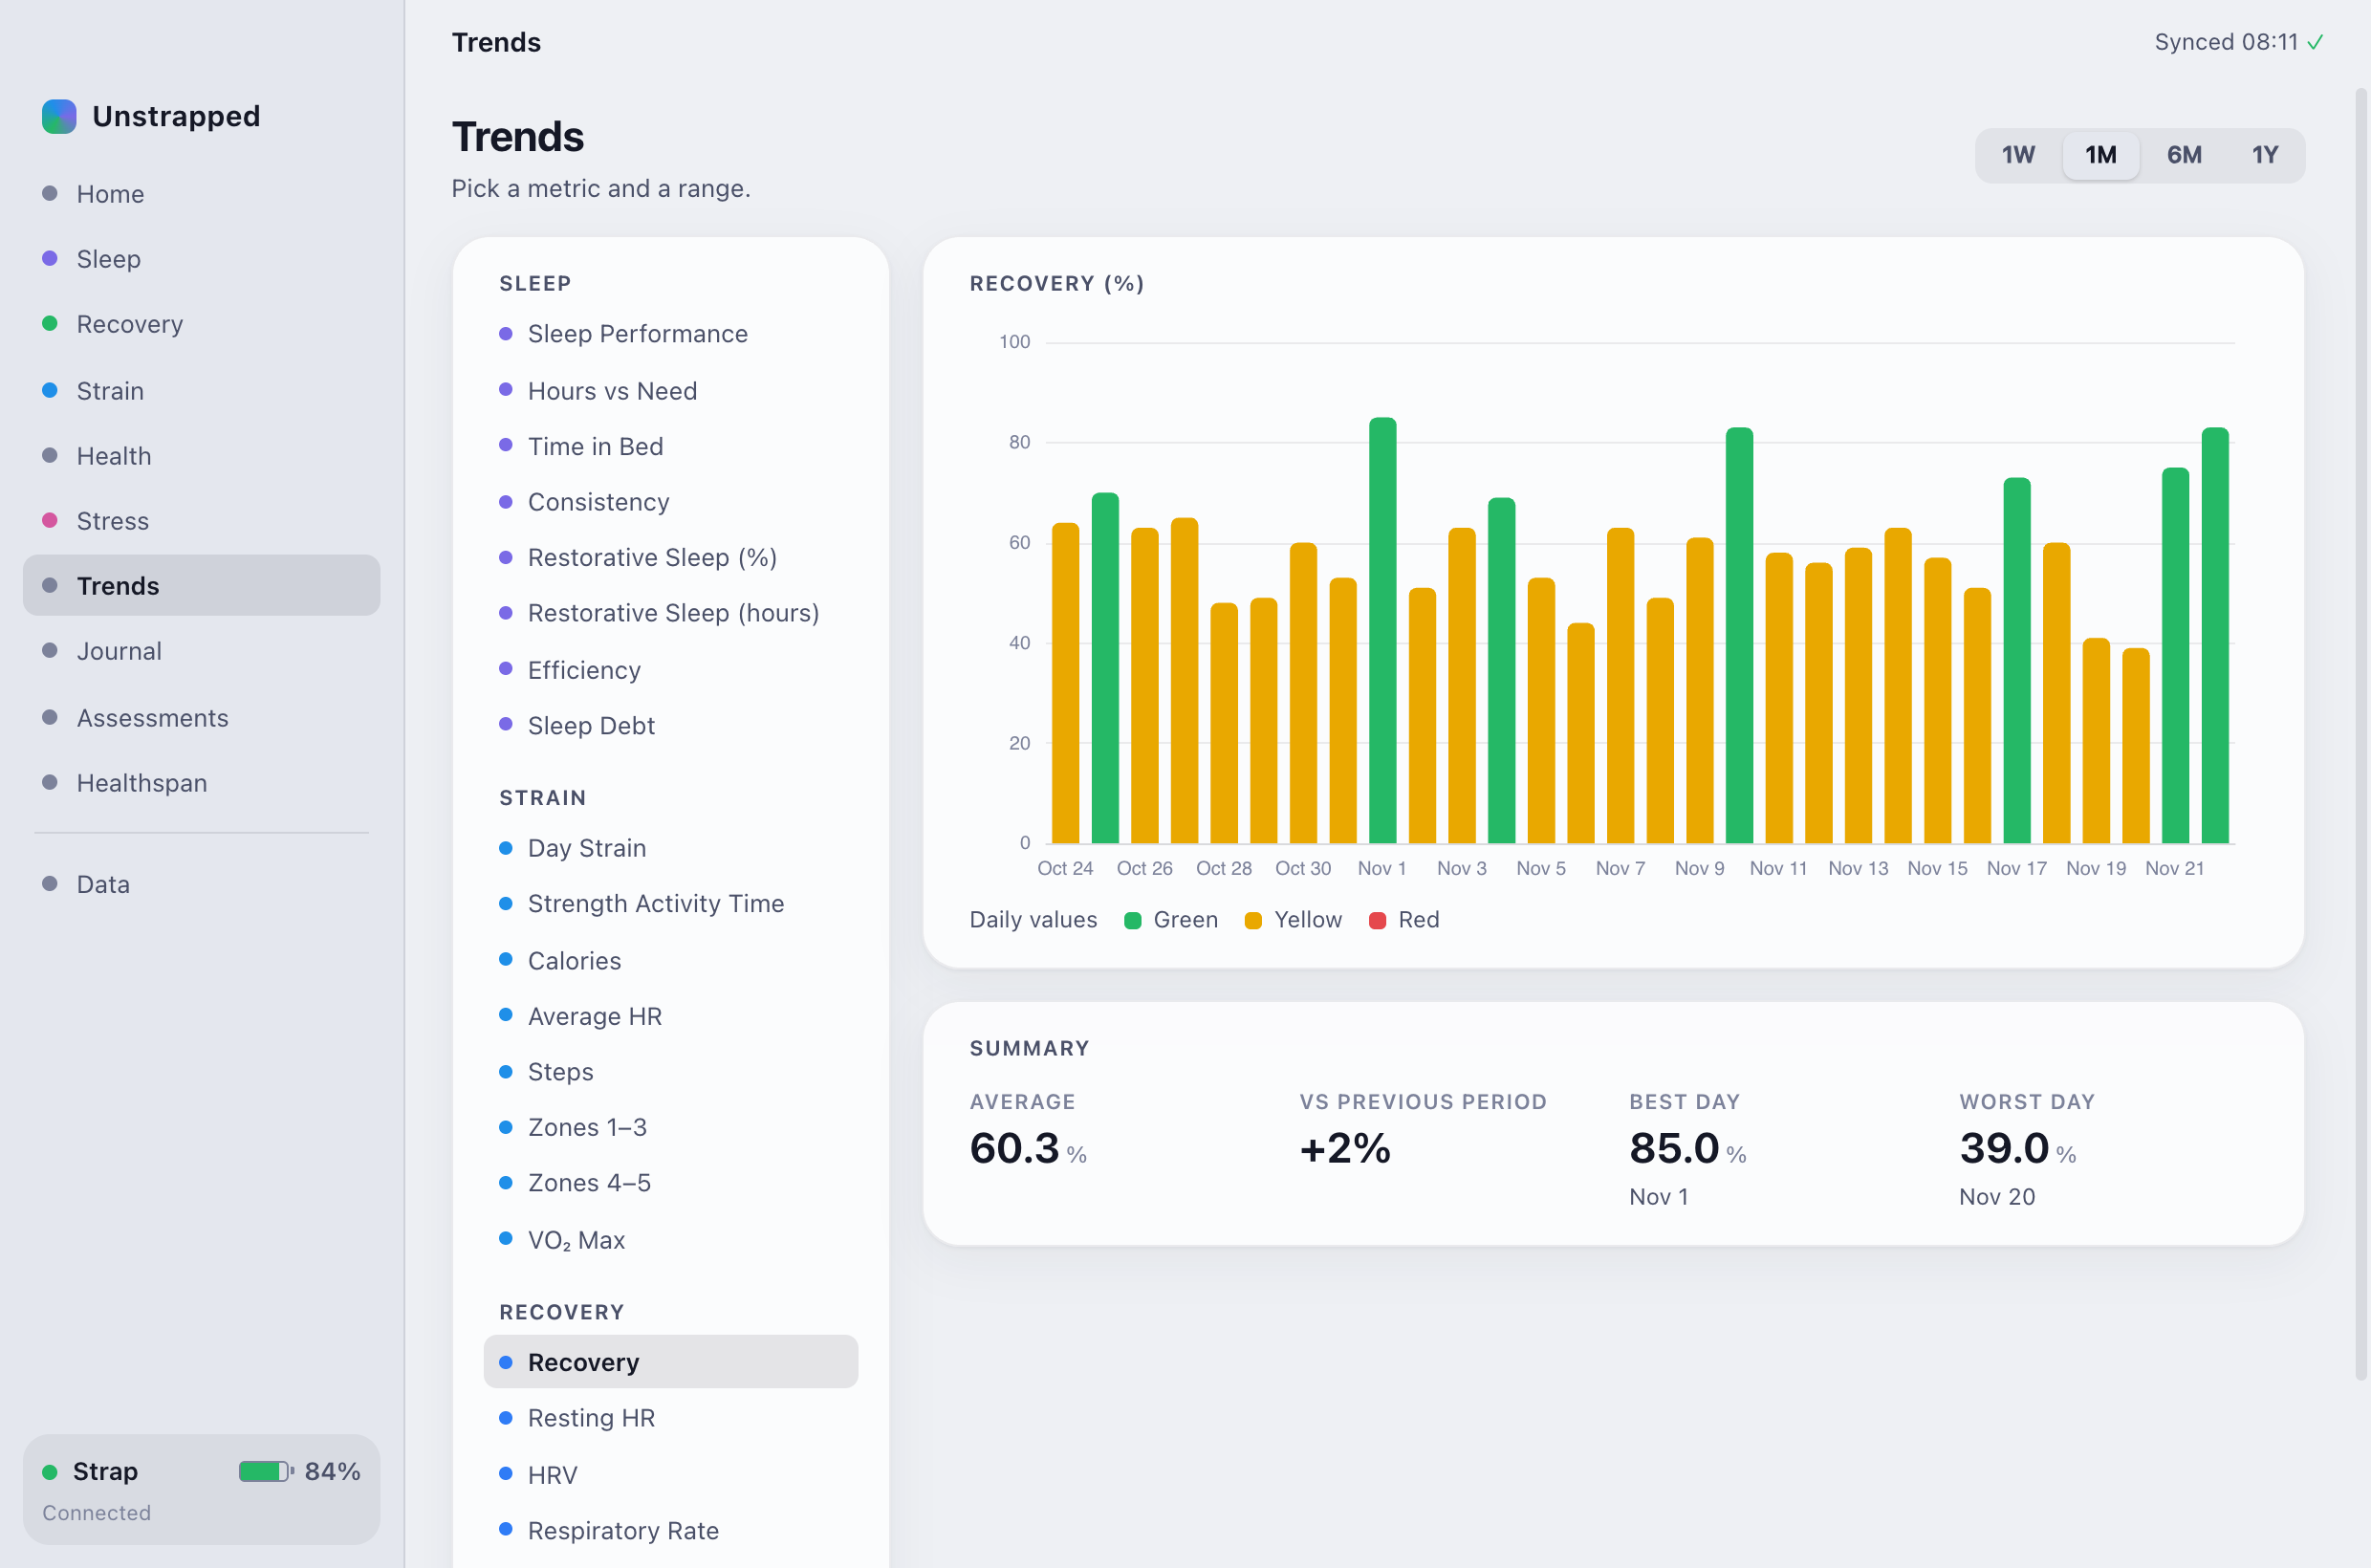 Unstrapped
Home
Sleep
Recovery
Strain
Health
Stress
Trends
Journal
Assessments
Healthspan
Data
Strap 84%
Connected
Trends
Synced 08:11 ✓
Trends
Pick a metric and a range.
1W 1M 6M 1Y
SLEEP
Sleep Performance
Hours vs Need
Time in Bed
Consistency
Restorative Sleep (%)
Restorative Sleep (hours)
Efficiency
Sleep Debt
STRAIN
Day Strain
Strength Activity Time
Calories
Average HR
Steps
Zones 1–3
Zones 4–5
VO₂ Max
RECOVERY
Recovery
Resting HR
HRV
Respiratory Rate
RECOVERY (%)
100
80
60
40
20
0
Oct 24 Oct 26 Oct 28 Oct 30 Nov 1 Nov 3 Nov 5 Nov 7 Nov 9 Nov 11 Nov 13 Nov 15 Nov 17 Nov 19 Nov 21
Daily values Green Yellow Red
SUMMARY
AVERAGE
60.3 %
VS PREVIOUS PERIOD
+2%
BEST DAY
85.0 %
Nov 1
WORST DAY
39.0 %
Nov 20